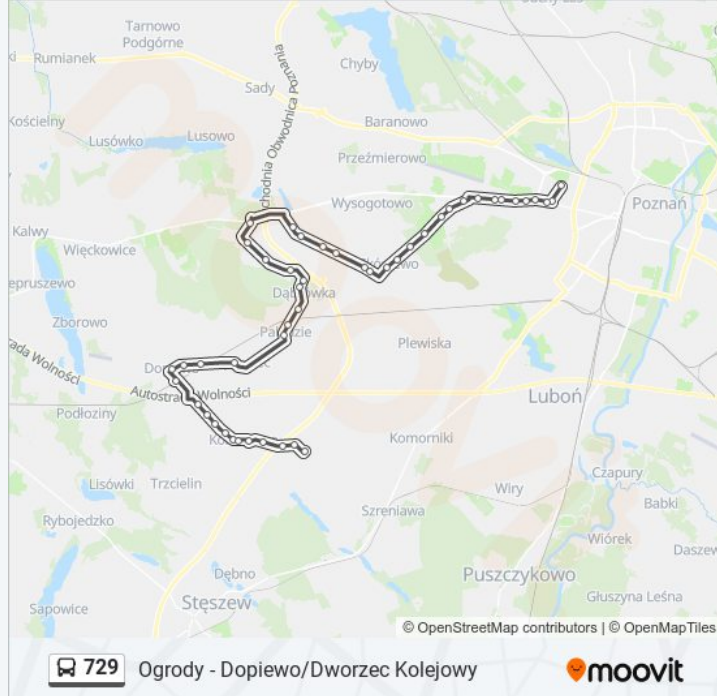 Tarnowo
Podgórne
Rumianek
Chyby
Sady
Kościelny
Lusówko
Lusowo
Baranowo
Przeźmierowo
chodnia Obwodnica Poznania
Wysogotowo
Poznań
Kalwy
Więckowice
Dąbrówka
Zborowo
Plewiska
Autostrada Wolności
Luboń
Podłoziny
Komorniki
Lisówki
Trzcielin
Czapury
Wiry
Babki
Szreniawa
Rybojedzko
Wiórek
Dębno
Puszczykowo
Sapowice
Stęszew
Głuszyna Leśna
© OpenStreetMap contributors | © OpenMapTiles
729 Ogrody - Dopiewo/Dworzec Kolejowy
moovit